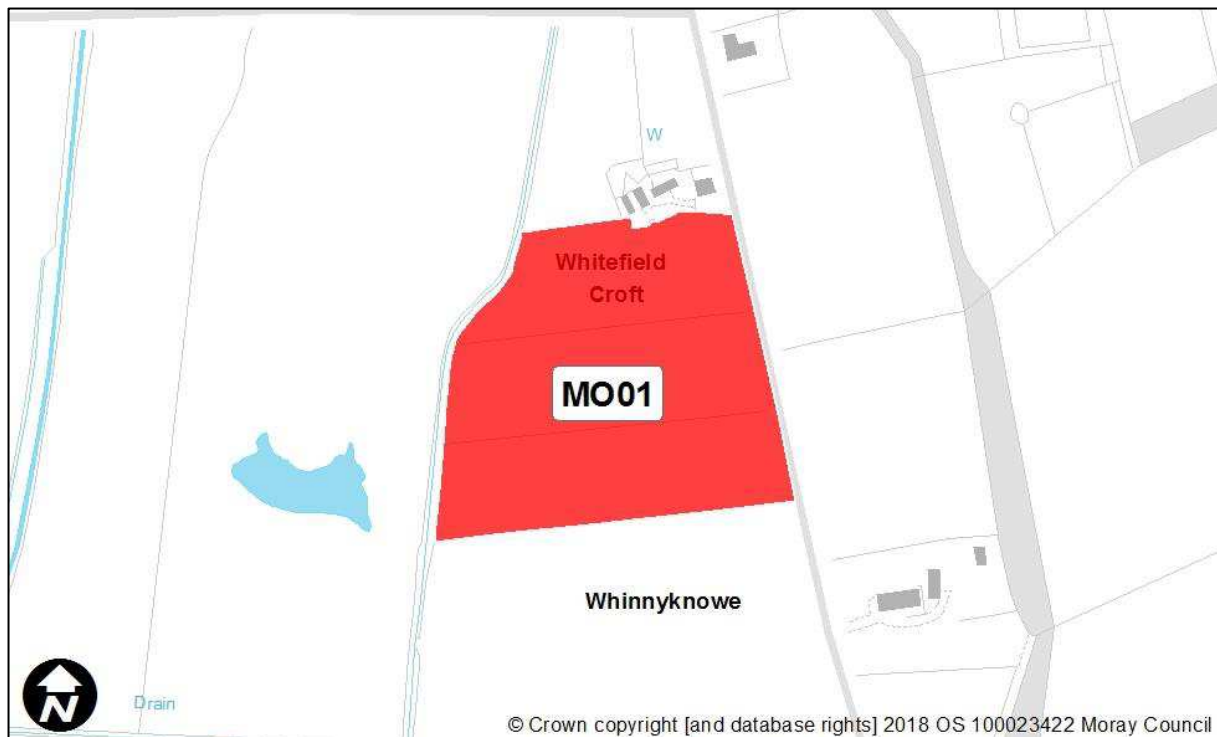 W
Whitefield
Croft
MO01
Whinnyknowe
N
Drain
© Crown copyright [and database rights] 2018 OS 100023422 Moray Council